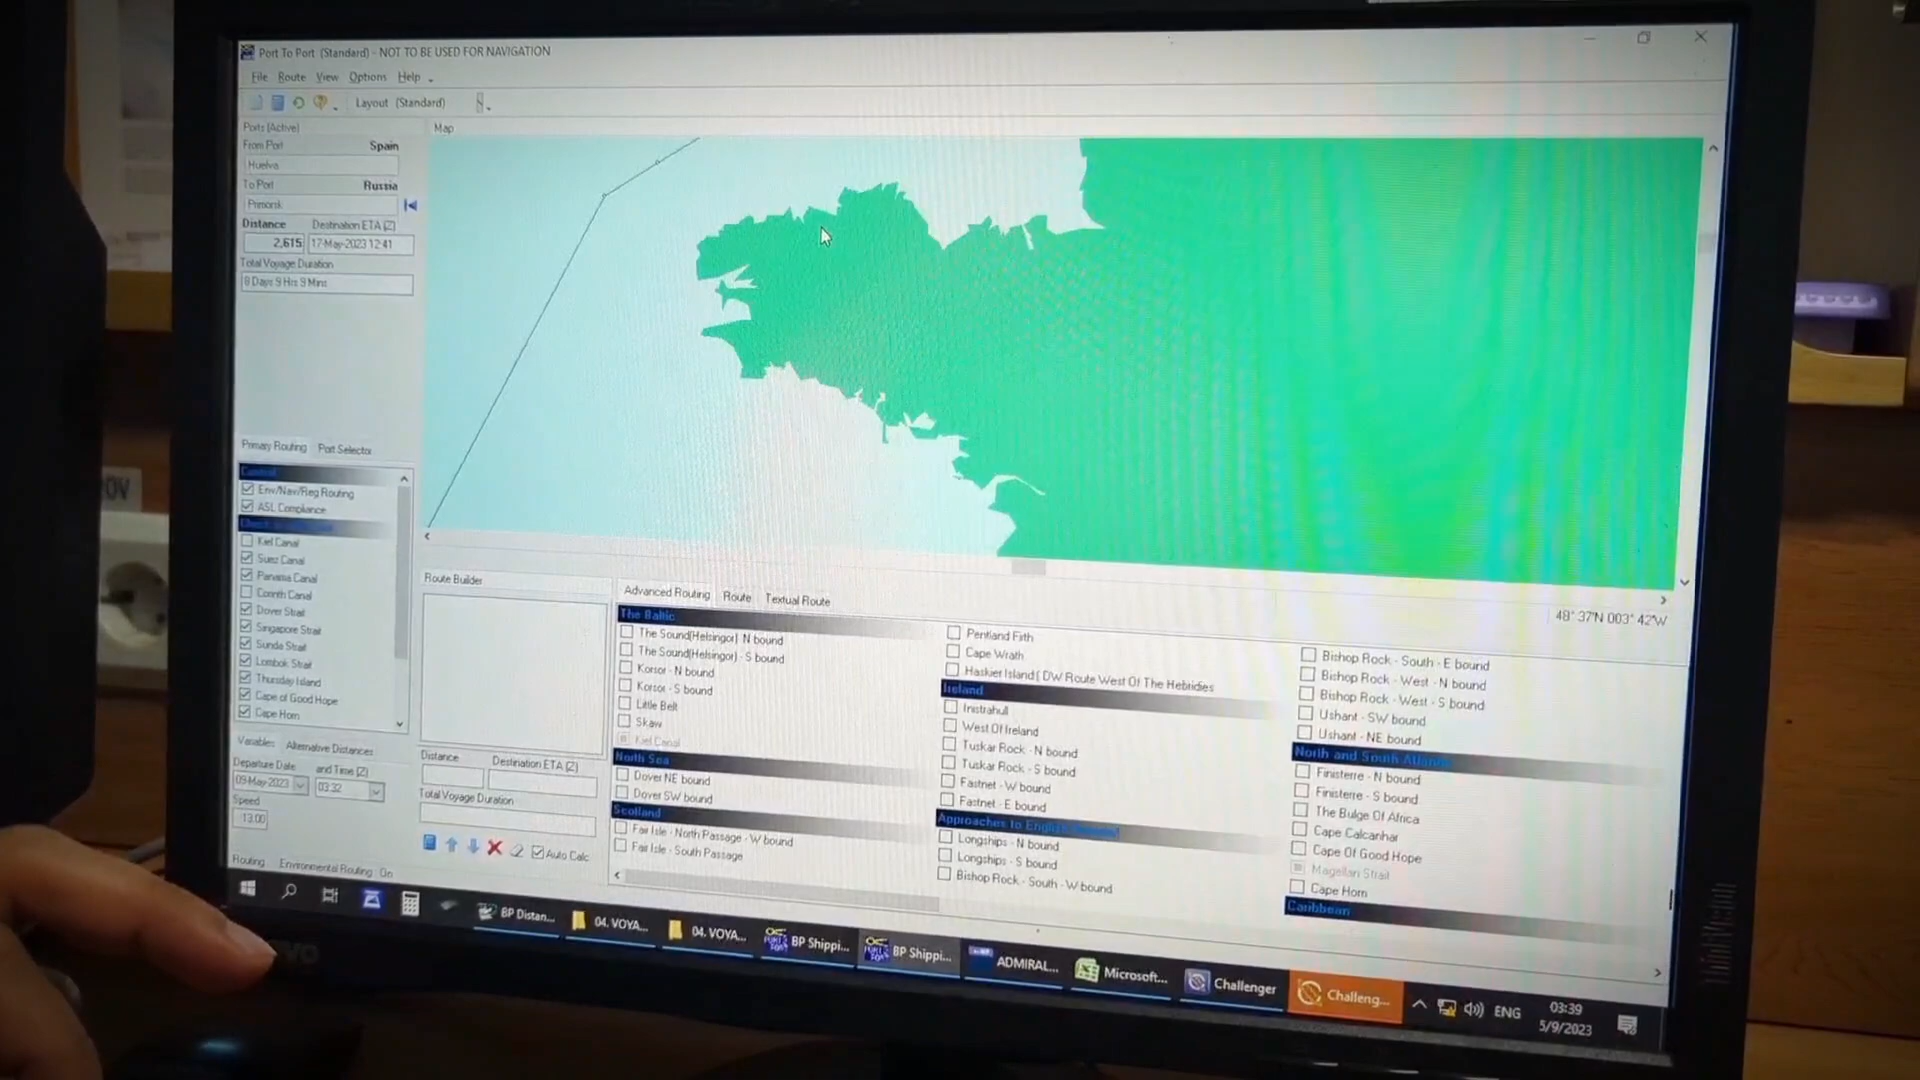 Port To Port (Standard) - NOT TO BE USED FOR NAVIGATION
File Route View Options Help
Layout (Standard)
Ports (Active)
Map
From Port Spain
Huelva
To Port Russia
Primorsk
Distance Destination ETA (Z)
2,615 17-May-2023 12:41
Total Voyage Duration
8 Days 9 Hrs 9 Mins
Primary Routing Port Selector
Control
Env/Nav/Reg Routing
ASL Compliance
Kiel Canal
Suez Canal
Panama Canal
Corinth Canal
Dover Strait
Singapore Strait
Sunda Strait
Lombok Strait
Thursday Island
Cape of Good Hope
Cape Horn
Variables Alternative Distances
Departure Date and Time (Z)
09-May-2023 03:32
Speed
13.00
Routing Environmental Routing On
Route Builder
Distance Destination ETA (Z)
Total Voyage Duration
Auto Calc
Advanced Routing Route Textual Route
48° 37'N 003° 42'W
The Baltic
The Sound(Helsingor) N bound
The Sound(Helsingor) - S bound
Korsor - N bound
Korsor - S bound
Little Belt
Skaw
Kiel Canal
North Sea
Dover NE bound
Dover SW bound
Scotland
Fair Isle - North Passage - W bound
Fair Isle - South Passage
Pentland Firth
Cape Wrath
Haskier Island( DW Route West Of The Hebridies
Ireland
Inistrahull
West Of Ireland
Tuskar Rock - N bound
Tuskar Rock - S bound
Fastnet - W bound
Fastnet - E bound
Approaches to English Channel
Longships - N bound
Longships - S bound
Bishop Rock - South - W bound
Bishop Rock - South - E bound
Bishop Rock - West - N bound
Bishop Rock - West - S bound
Ushant - SW bound
Ushant - NE bound
North and South Atlantic
Finisterre - N bound
Finisterre - S bound
The Bulge Of Africa
Cape Calcanhar
Cape Of Good Hope
Magellan Strait
Cape Horn
Caribbean
BP Distan... 04. VOYA... 04. VOYA... BP Shippi... BP Shippi... ADMIRAL... Microsoft... Challenger Challeng... ENG
03:39
5/9/2023